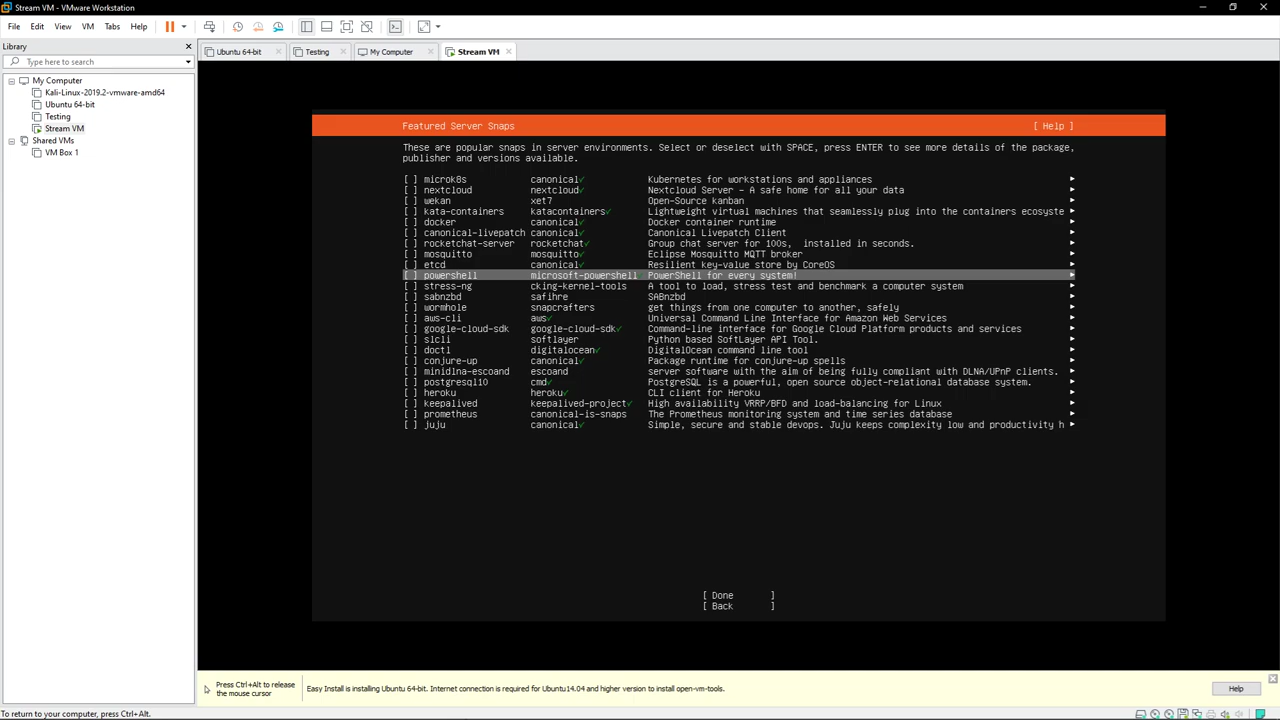 Stream VM - VMware Workstation
File Edit View VM Tabs Help
Library
Type here to search
My Computer
Kali-Linux-2019.2-vmware-amd64
Ubuntu 64-bit
Testing
Stream VM
Shared VMs
VM Box 1
Ubuntu 64-bit Testing My Computer Stream VM
Featured Server Snaps [ Help ]
These are popular snaps in server environments. Select or deselect with SPACE, press ENTER to see more details of the package,
publisher and versions available.
[ ] microk8s canonical✓ Kubernetes for workstations and appliances ▸
[ ] nextcloud nextcloud✓ Nextcloud Server - A safe home for all your data ▸
[ ] wekan xet7 Open-Source kanban ▸
[ ] kata-containers katacontainers✓ Lightweight virtual machines that seamlessly plug into the containers ecosyste ▸
[ ] docker canonical✓ Docker container runtime ▸
[ ] canonical-livepatch canonical✓ Canonical Livepatch Client ▸
[ ] rocketchat-server rocketchat✓ Group chat server for 100s, installed in seconds. ▸
[ ] mosquitto mosquitto✓ Eclipse Mosquitto MQTT broker ▸
[ ] etcd canonical✓ Resilient key-value store by CoreOS ▸
[ ] powershell microsoft-powershell✓ PowerShell for every system! ▸
[ ] stress-ng cking-kernel-tools A tool to load, stress test and benchmark a computer system ▸
[ ] sabnzbd safihre SABnzbd ▸
[ ] wormhole snapcrafters get things from one computer to another, safely ▸
[ ] aws-cli aws✓ Universal Command Line Interface for Amazon Web Services ▸
[ ] google-cloud-sdk google-cloud-sdk✓ Command-line interface for Google Cloud Platform products and services ▸
[ ] slcli softlayer Python based SoftLayer API Tool. ▸
[ ] doctl digitalocean✓ DigitalOcean command line tool ▸
[ ] conjure-up canonical✓ Package runtime for conjure-up spells ▸
[ ] minidlna-escoand escoand server software with the aim of being fully compliant with DLNA/UPnP clients. ▸
[ ] postgresql10 cmd✓ PostgreSQL is a powerful, open source object-relational database system. ▸
[ ] heroku heroku✓ CLI client for Heroku ▸
[ ] keepalived keepalived-project✓ High availability VRRP/BFD and load-balancing for Linux ▸
[ ] prometheus canonical-is-snaps The Prometheus monitoring system and time series database ▸
[ ] juju canonical✓ Simple, secure and stable devops. Juju keeps complexity low and productivity h ▸
[ Done ]
[ Back ]
Press Ctrl+Alt to release
the mouse cursor
Easy Install is installing Ubuntu 64-bit. Internet connection is required for Ubuntu14.04 and higher version to install open-vm-tools.
Help
To return to your computer, press Ctrl+Alt.